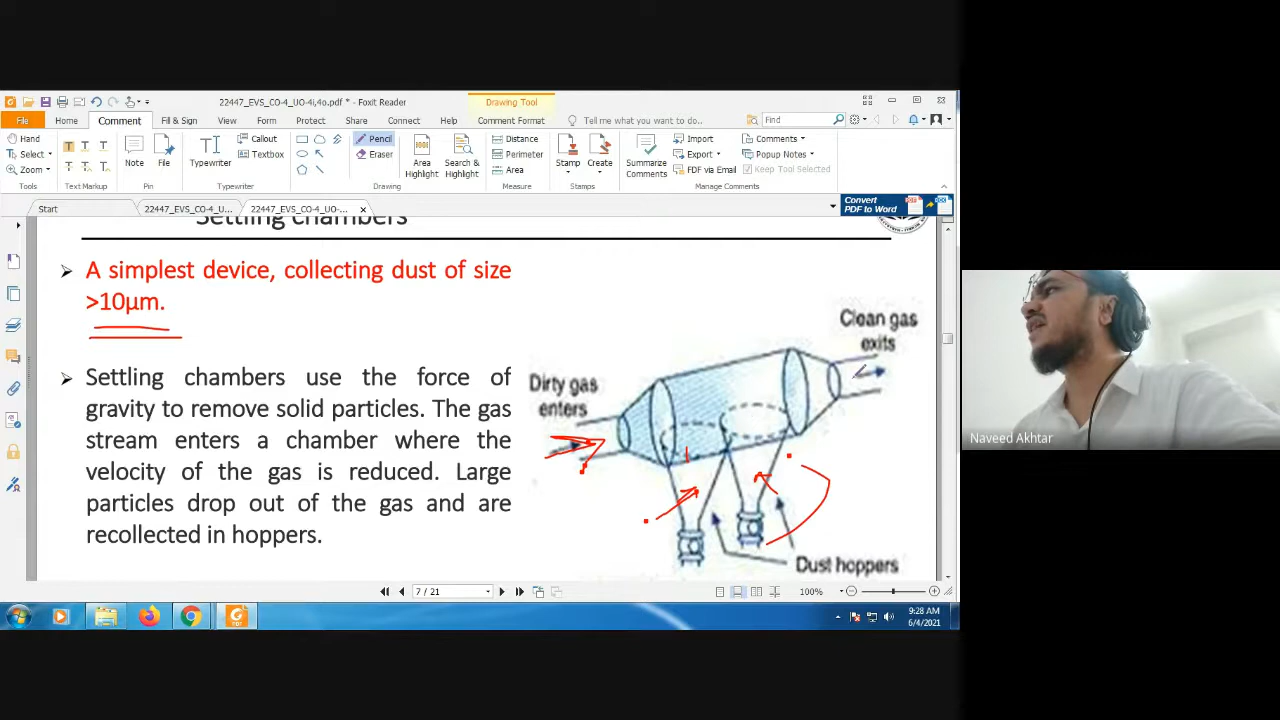 22447_EVS_CO-4_UO-4i,4o.pdf * - Foxit Reader
Drawing Tool
File Home Comment Fill & Sign View Form Protect Share Connect Help Comment Format Tell me what you want to do... Find
Hand Select Zoom
Tools
Text Markup
Note File
Pin
Typewriter Callout Textbox
Typewriter
Pencil Eraser Area Highlight Search & Highlight
Drawing
Distance Perimeter Area
Measure
Stamp Create
Stamps
Summarize Comments Import Export FDF via Email Comments Popup Notes Keep Tool Selected
Manage Comments
Start 22447_EVS_CO-4_U... 22447_EVS_CO-4_UO-...
Convert PDF to Word
Settling chambers
A simplest device, collecting dust of size
>10µm.
Settling chambers use the force of
gravity to remove solid particles. The gas
stream enters a chamber where the
velocity of the gas is reduced. Large
particles drop out of the gas and are
recollected in hoppers.
Clean gas
exits
Dirty gas
enters
Dust hoppers
7 / 21
100%
9:28 AM
6/4/2021
Naveed Akhtar